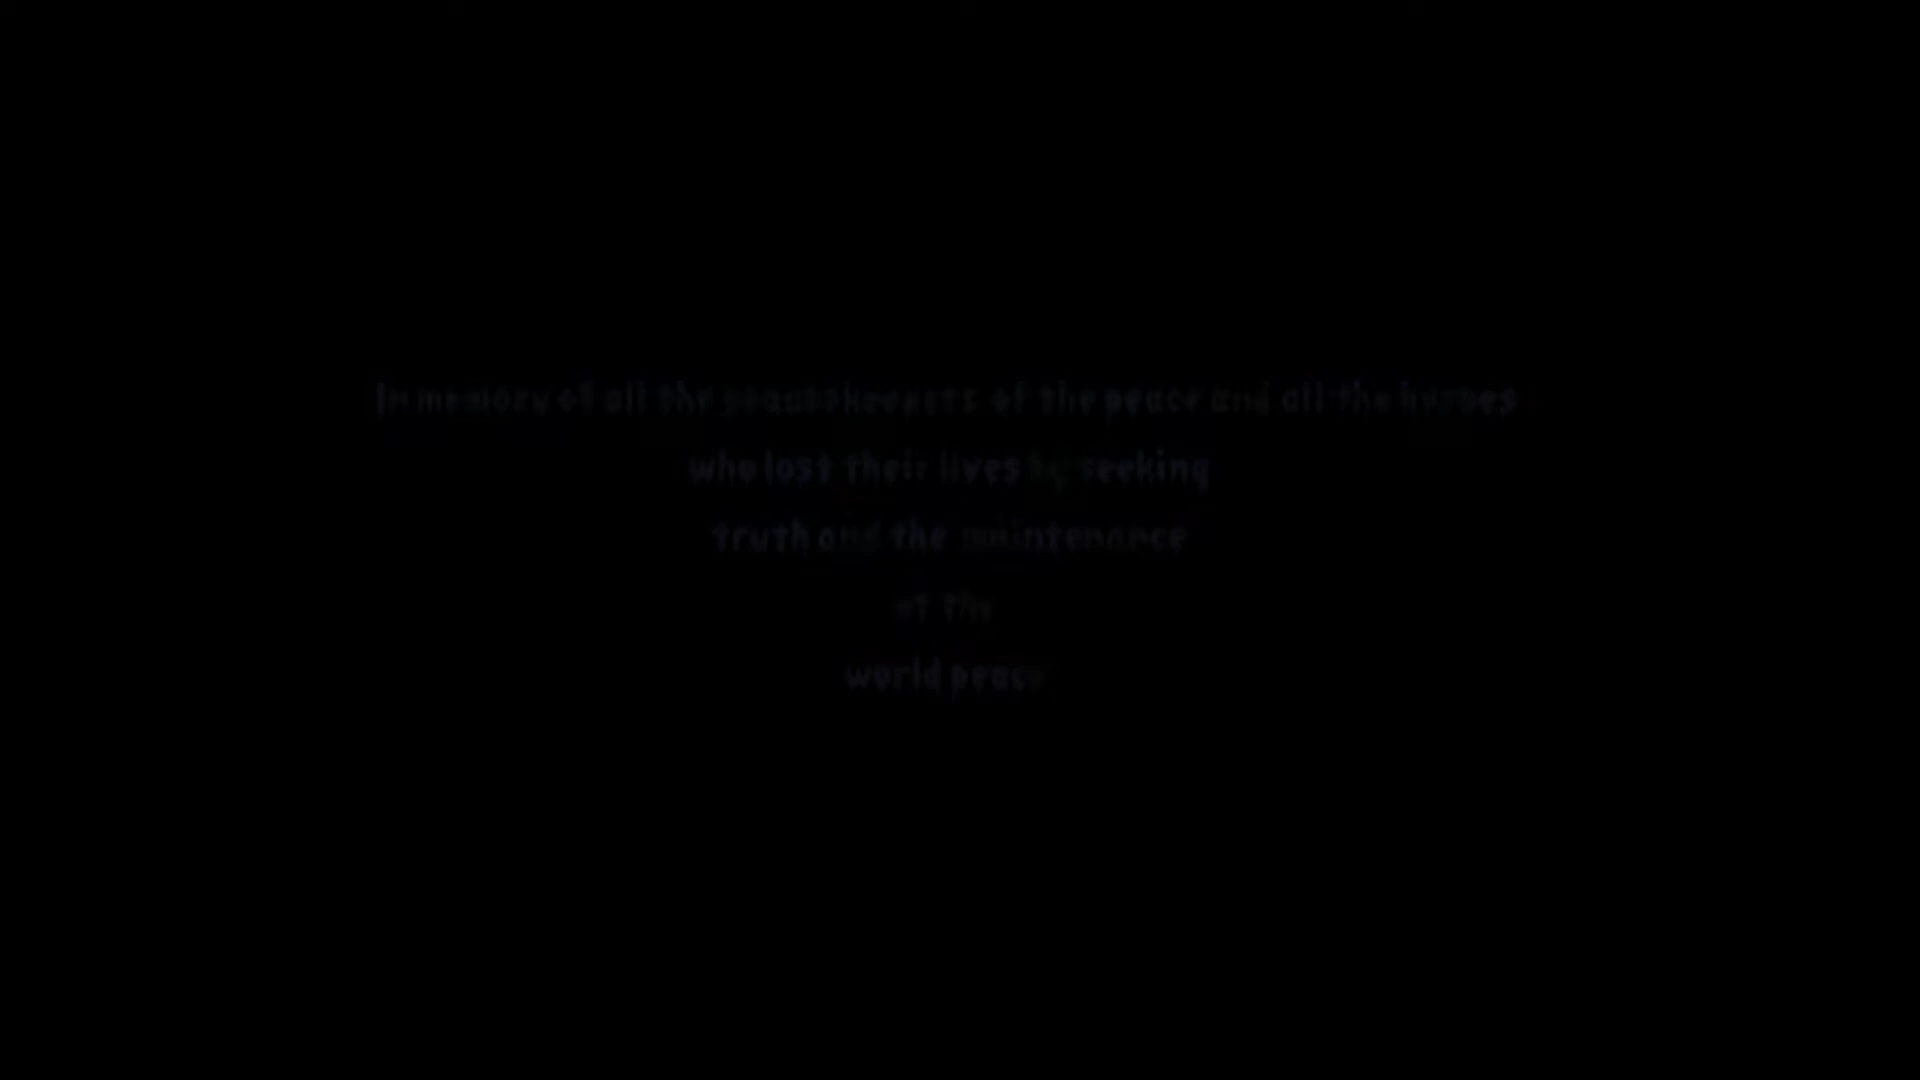 In memory of all the peacekeepers of the peace and all the heroes
who lost their lives by seeking
truth and the maintenance
of the
world peace